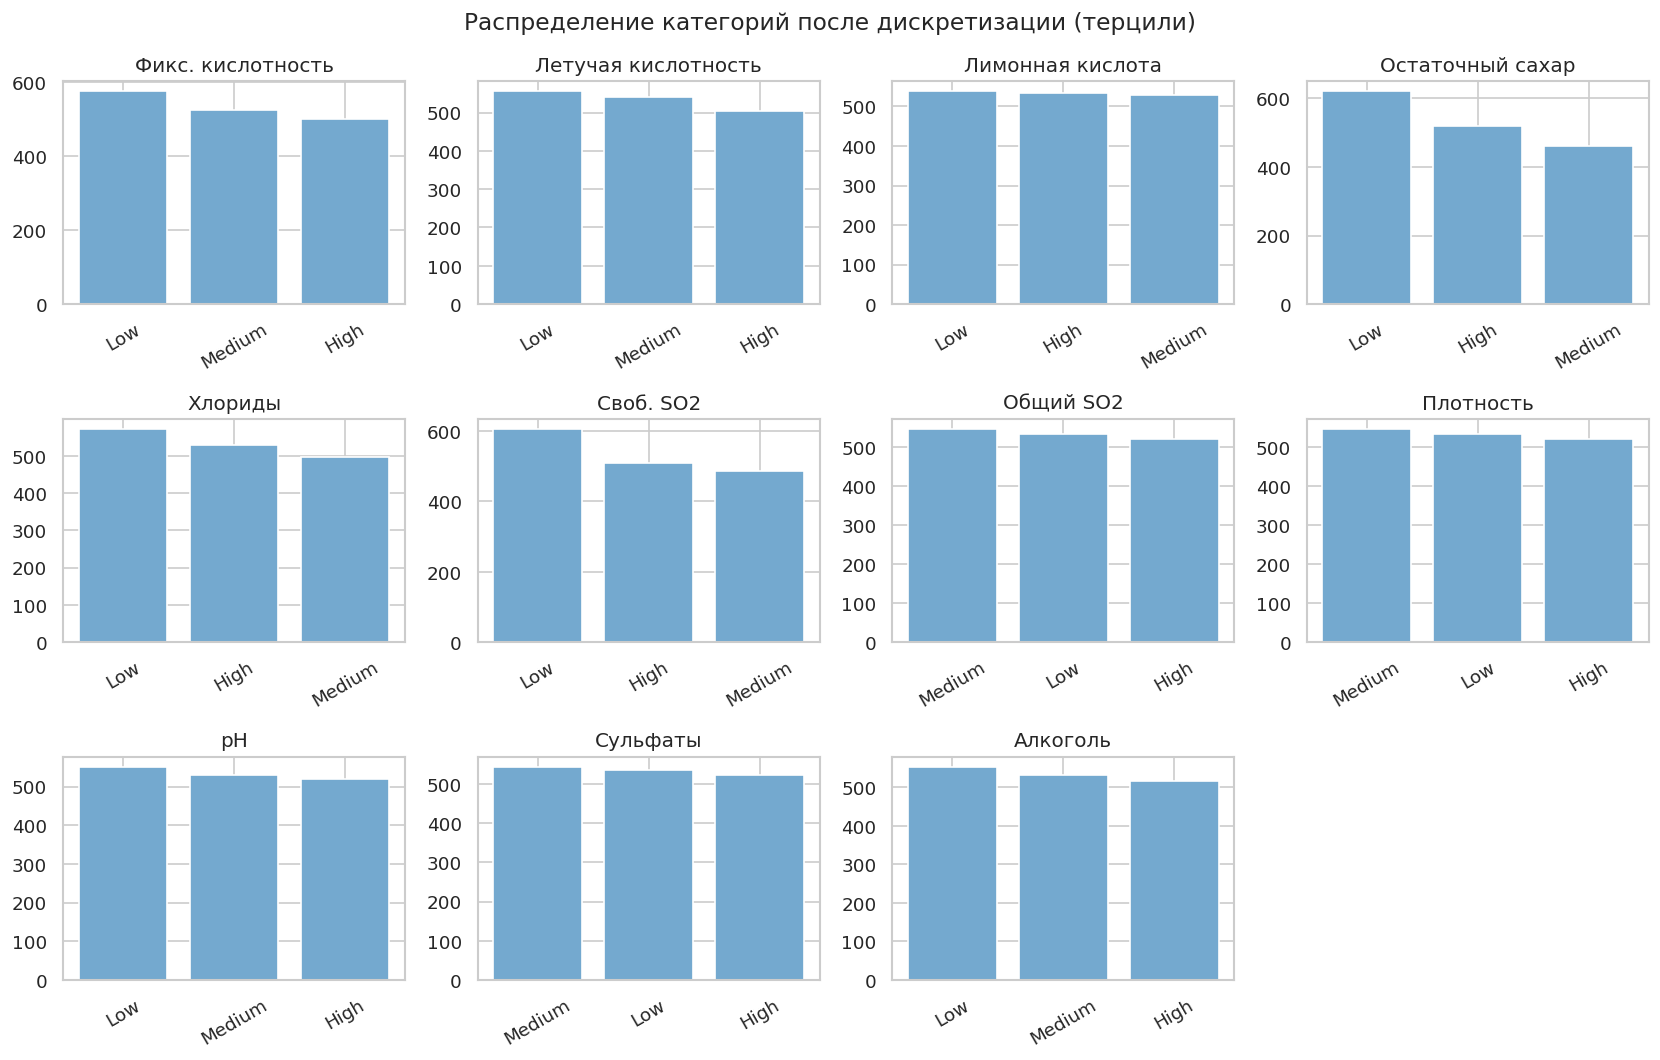 Распределение категорий после дискретизации (терцили)
Фикс. кислотность
600
400
200
0
Low
Medium
High
Летучая кислотность
500
400
300
200
100
0
Low
Medium
High
Лимонная кислота
500
400
300
200
100
0
Low
High
Medium
Остаточный сахар
600
400
200
0
Low
High
Medium
Хлориды
500
400
300
200
100
0
Low
High
Medium
Своб. SO2
600
400
200
0
Low
High
Medium
Общий SO2
500
400
300
200
100
0
Medium
Low
High
Плотность
500
400
300
200
100
0
Medium
Low
High
pH
500
400
300
200
100
0
Low
Medium
High
Сульфаты
500
400
300
200
100
0
Medium
Low
High
Алкоголь
500
400
300
200
100
0
Low
Medium
High